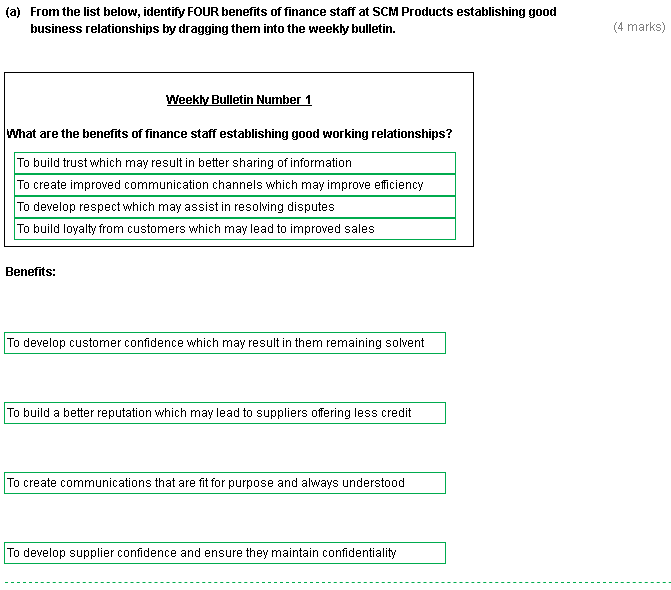 (a) From the list below, identify FOUR benefits of finance staff at SCM Products establishing good
business relationships by dragging them into the weekly bulletin.
(4 marks)
Weekly Bulletin Number 1
What are the benefits of finance staff establishing good working relationships?
To build trust which may result in better sharing of information
To create improved communication channels which may improve efficiency
To develop respect which may assist in resolving disputes
To build loyalty from customers which may lead to improved sales
Benefits:
To develop customer confidence which may result in them remaining solvent
To build a better reputation which may lead to suppliers offering less credit
To create communications that are fit for purpose and always understood
To develop supplier confidence and ensure they maintain confidentiality